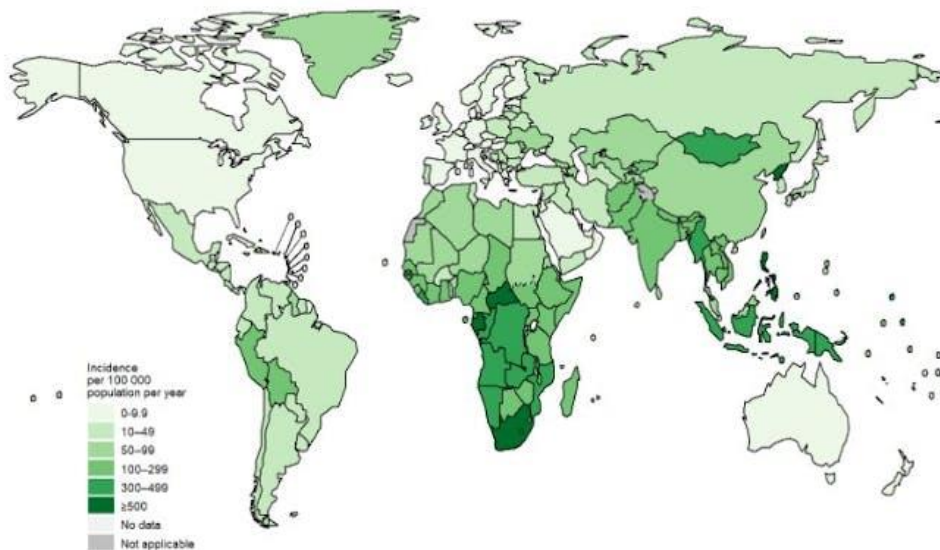 Incidence
per 100 000
population per year
0-9.9
10–49
50–99
100–299
300–499
≥500
No data
Not applicable